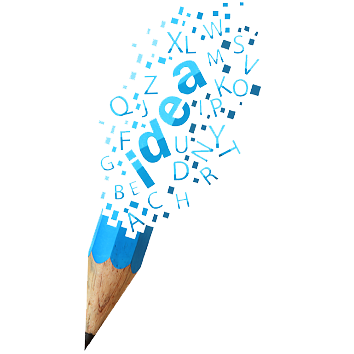 idea
X L W
M S
Z V
Q J K O
I P
F U N Y T
G D R
B E C H
A